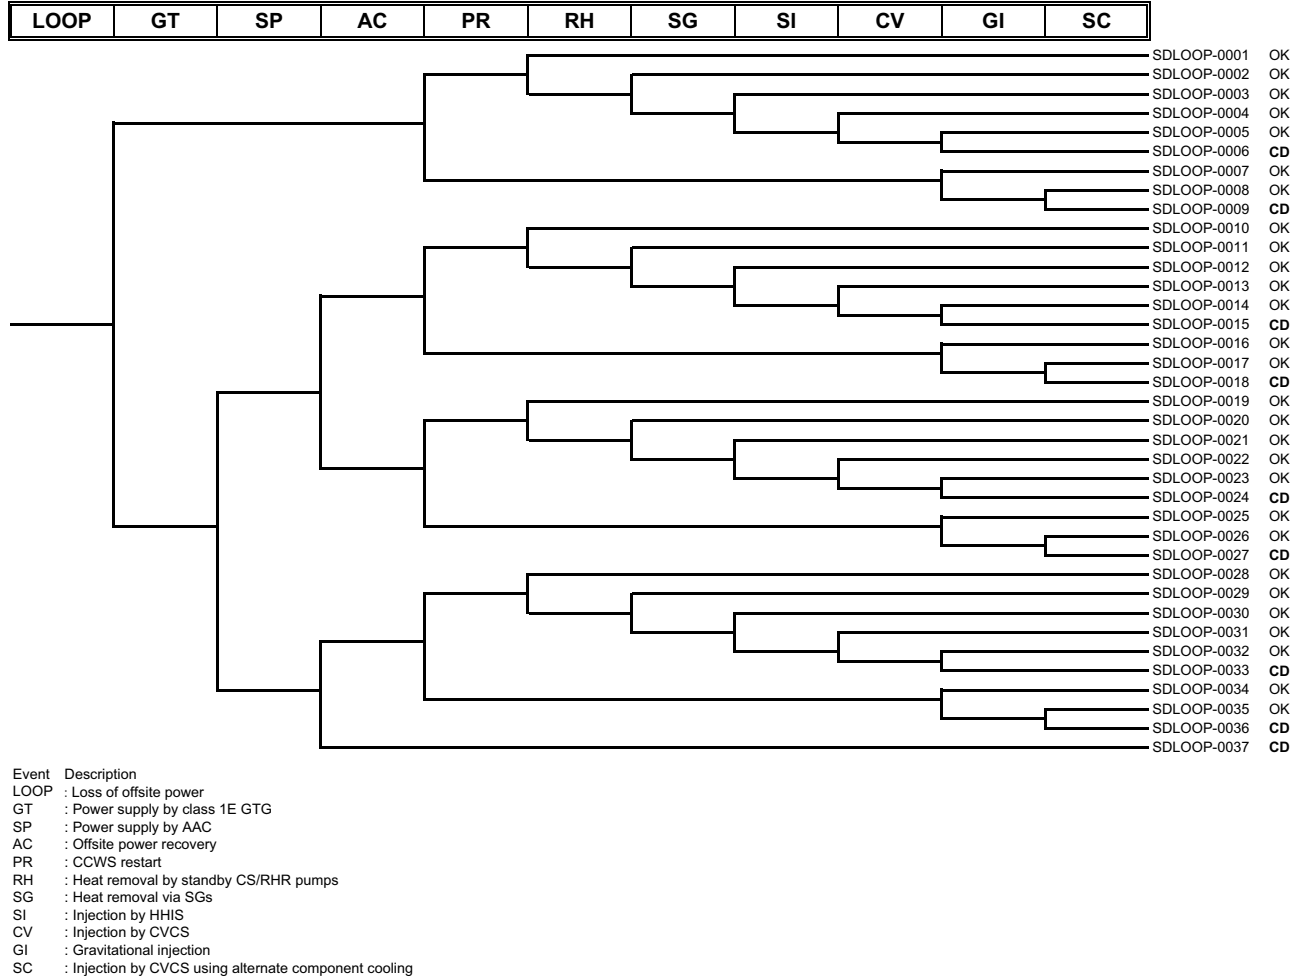 LOOP GT SP AC PR RH SG SI CV GI SC
SDLOOP-0001 OK
SDLOOP-0002 OK
SDLOOP-0003 OK
SDLOOP-0004 OK
SDLOOP-0005 OK
SDLOOP-0006 CD
SDLOOP-0007 OK
SDLOOP-0008 OK
SDLOOP-0009 CD
SDLOOP-0010 OK
SDLOOP-0011 OK
SDLOOP-0012 OK
SDLOOP-0013 OK
SDLOOP-0014 OK
SDLOOP-0015 CD
SDLOOP-0016 OK
SDLOOP-0017 OK
SDLOOP-0018 CD
SDLOOP-0019 OK
SDLOOP-0020 OK
SDLOOP-0021 OK
SDLOOP-0022 OK
SDLOOP-0023 OK
SDLOOP-0024 CD
SDLOOP-0025 OK
SDLOOP-0026 OK
SDLOOP-0027 CD
SDLOOP-0028 OK
SDLOOP-0029 OK
SDLOOP-0030 OK
SDLOOP-0031 OK
SDLOOP-0032 OK
SDLOOP-0033 CD
SDLOOP-0034 OK
SDLOOP-0035 OK
SDLOOP-0036 CD
SDLOOP-0037 CD
Event Description
LOOP : Loss of offsite power
GT : Power supply by class 1E GTG
SP : Power supply by AAC
AC : Offsite power recovery
PR : CCWS restart
RH : Heat removal by standby CS/RHR pumps
SG : Heat removal via SGs
SI : Injection by HHIS
CV : Injection by CVCS
GI : Gravitational injection
SC : Injection by CVCS using alternate component cooling